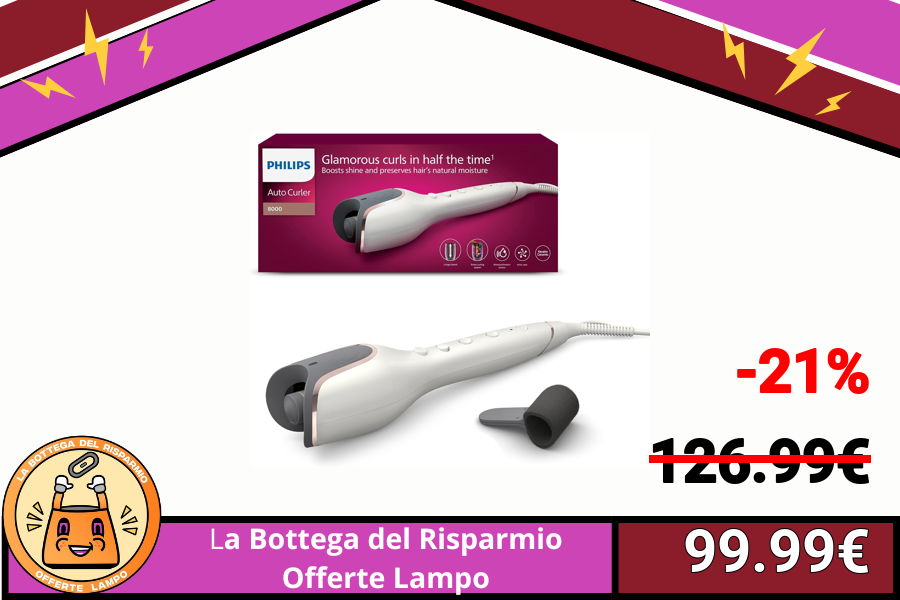 PHILIPS
Auto Curler
8000
Glamorous curls in half the time¹
Boosts shine and preserves hair's natural moisture
-21%
126.99€
99.99€
La Bottega del Risparmio
Offerte Lampo
LA BOTTEGA DEL RISPARMIO
OFFERTE LAMPO